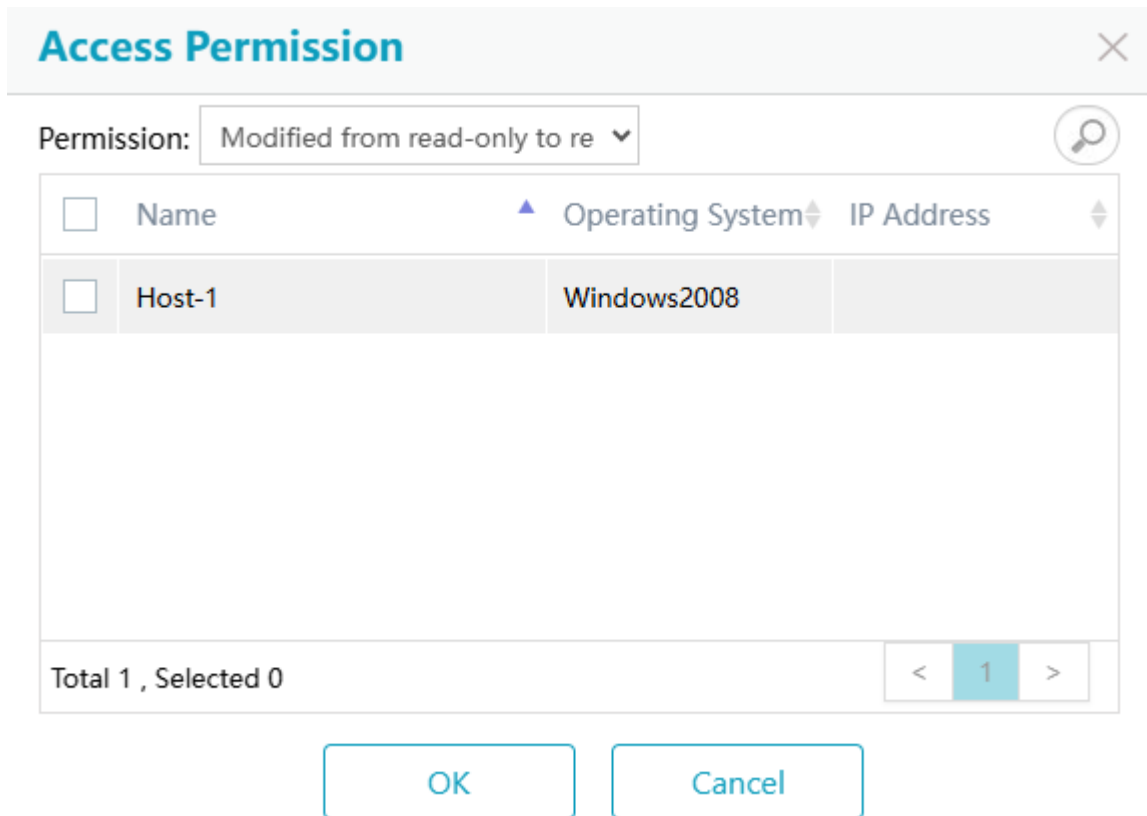 Access Permission
Permission: Modified from read-only to re
Name Operating System IP Address
Host-1 Windows2008
Total 1 , Selected 0 < 1 >
OK Cancel